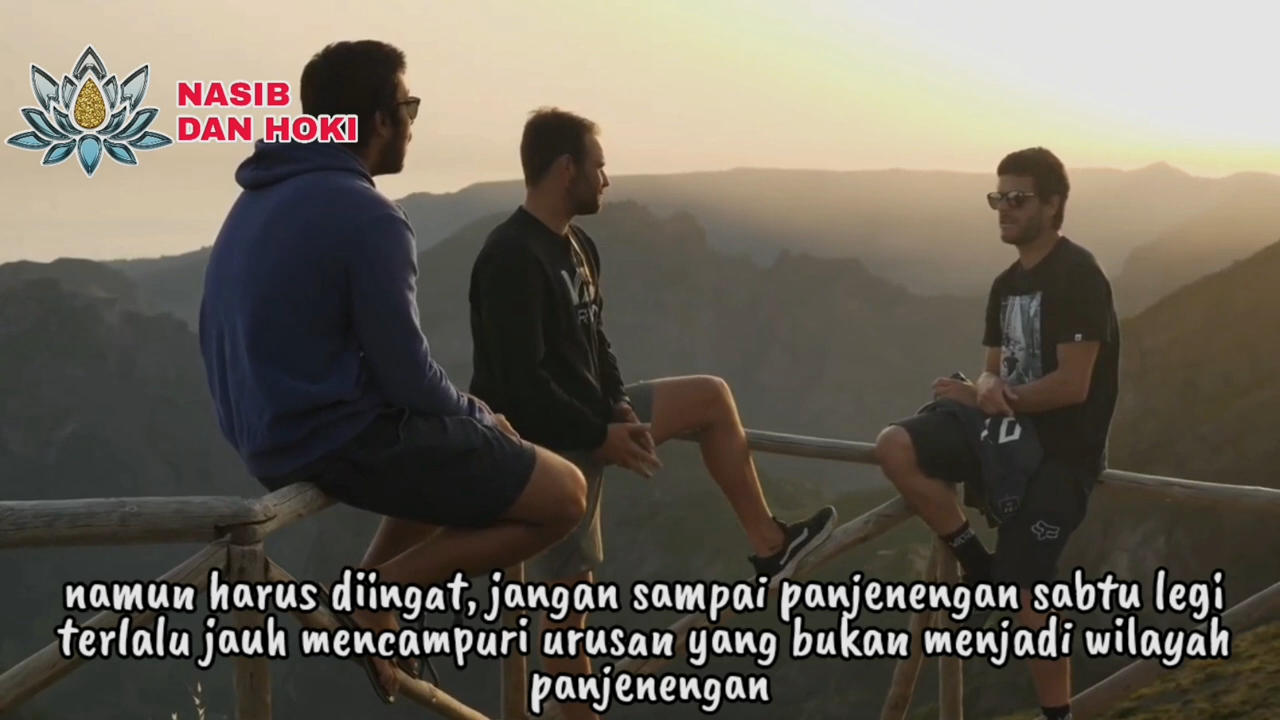 NASIB
DAN HOKI
namun harus diingat, jangan sampai panjenengan sabtu legi
terlalu jauh mencampuri urusan yang bukan menjadi wilayah
panjenengan